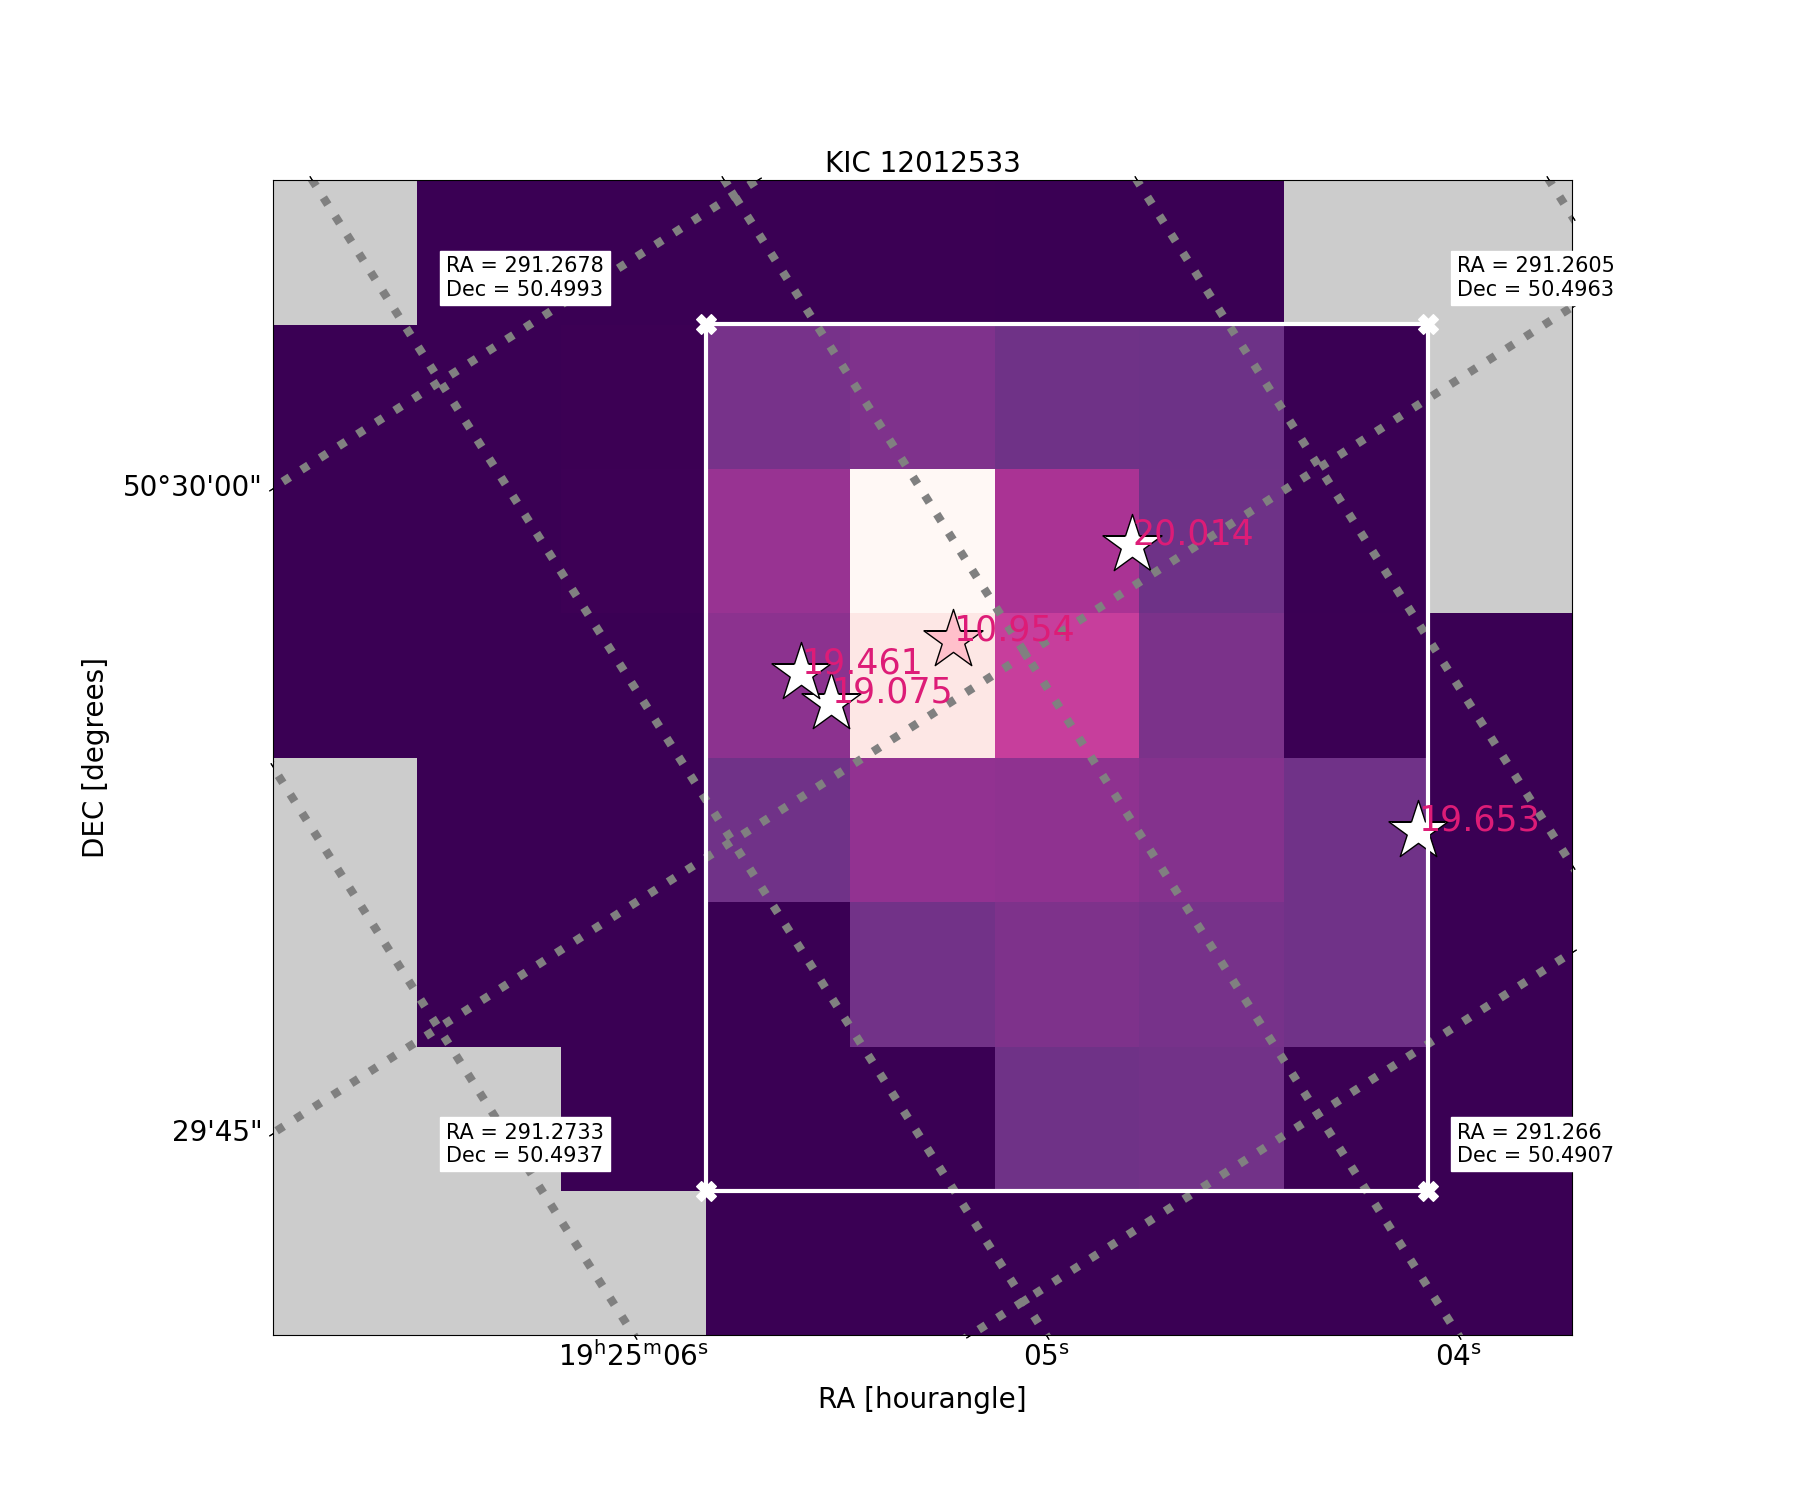 KIC 12012533
RA = 291.2678
Dec = 50.4993
RA = 291.2605
Dec = 50.4963
50°30'00"
20.014
10.954
19.461
19.075
19.653
DEC [degrees]
29'45"
RA = 291.2733
Dec = 50.4937
RA = 291.266
Dec = 50.4907
19h25m06s
05s
04s
RA [hourangle]